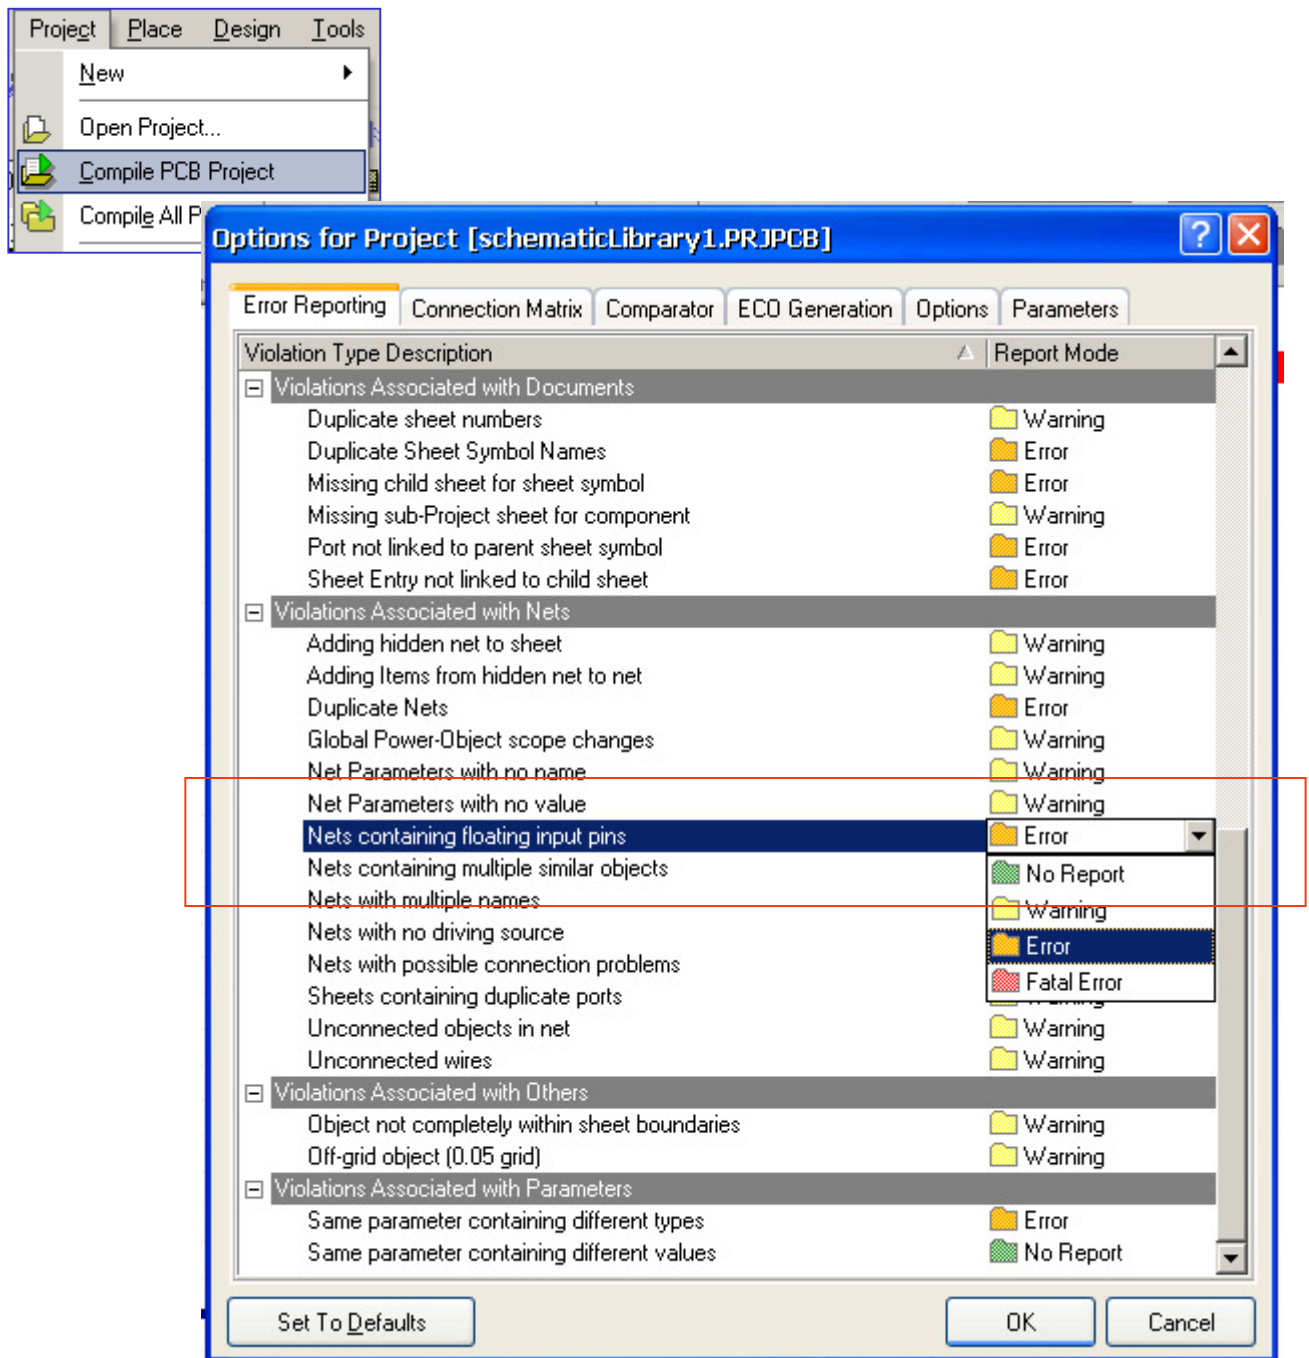 Project Place Design Tools
New
Open Project...
Compile PCB Project
Compile All P
Options for Project [schematicLibrary1.PRJPCB]
Error Reporting Connection Matrix Comparator ECO Generation Options Parameters
Violation Type Description Report Mode
Violations Associated with Documents
Duplicate sheet numbers Warning
Duplicate Sheet Symbol Names Error
Missing child sheet for sheet symbol Error
Missing sub-Project sheet for component Warning
Port not linked to parent sheet symbol Error
Sheet Entry not linked to child sheet Error
Violations Associated with Nets
Adding hidden net to sheet Warning
Adding Items from hidden net to net Warning
Duplicate Nets Error
Global Power-Object scope changes Warning
Net Parameters with no name Warning
Net Parameters with no value Warning
Nets containing floating input pins Error
Nets containing multiple similar objects No Report
Nets with multiple names Warning
Nets with no driving source Error
Nets with possible connection problems Fatal Error
Sheets containing duplicate ports
Unconnected objects in net Warning
Unconnected wires Warning
Violations Associated with Others
Object not completely within sheet boundaries Warning
Off-grid object (0.05 grid) Warning
Violations Associated with Parameters
Same parameter containing different types Error
Same parameter containing different values No Report
Set To Defaults OK Cancel